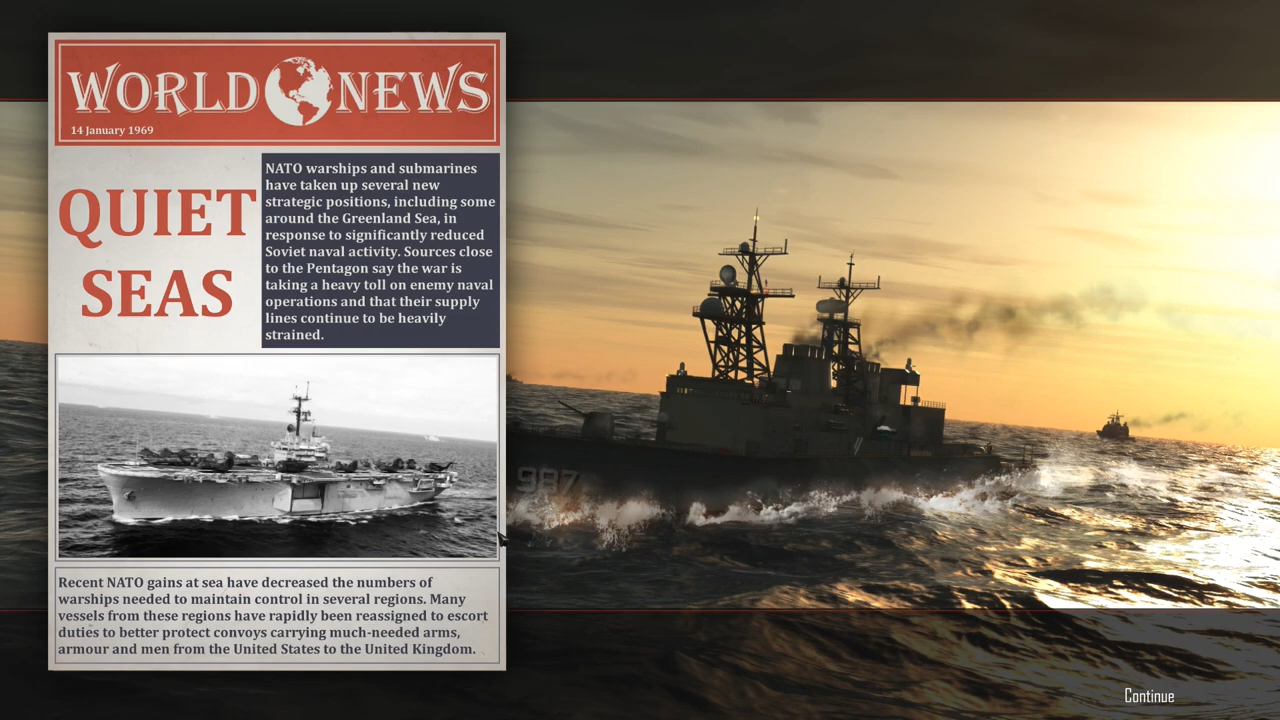 WORLD NEWS
14 January 1969
QUIET
SEAS
NATO warships and submarines
have taken up several new
strategic positions, including some
around the Greenland Sea, in
response to significantly reduced
Soviet naval activity. Sources close
to the Pentagon say the war is
taking a heavy toll on enemy naval
operations and that their supply
lines continue to be heavily
strained.
987
Recent NATO gains at sea have decreased the numbers of
warships needed to maintain control in several regions. Many
vessels from these regions have rapidly been reassigned to escort
duties to better protect convoys carrying much-needed arms,
armour and men from the United States to the United Kingdom.
Continue